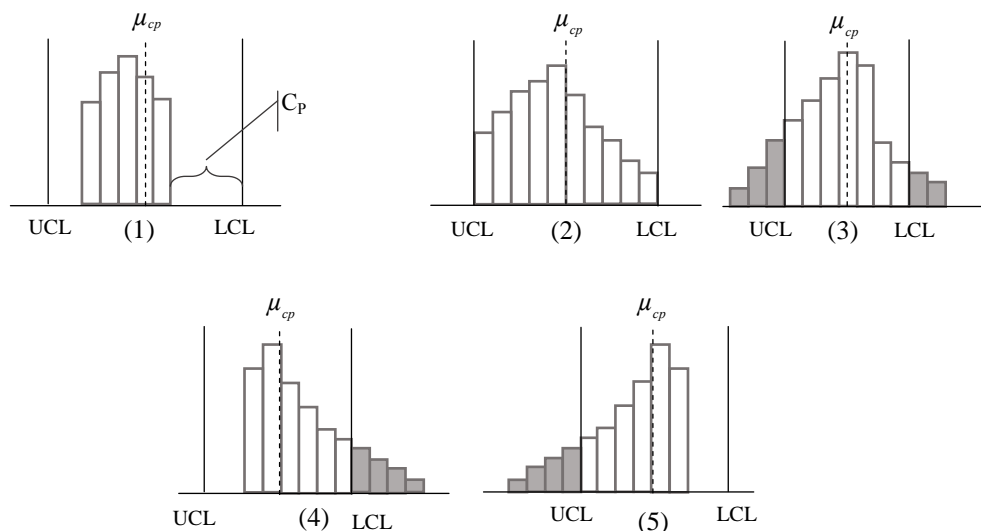 μcp
C_P
UCL
(1)
LCL
μcp
UCL
(2)
LCL
μcp
UCL
(3)
LCL
μcp
UCL
(4)
LCL
μcp
UCL
(5)
LCL